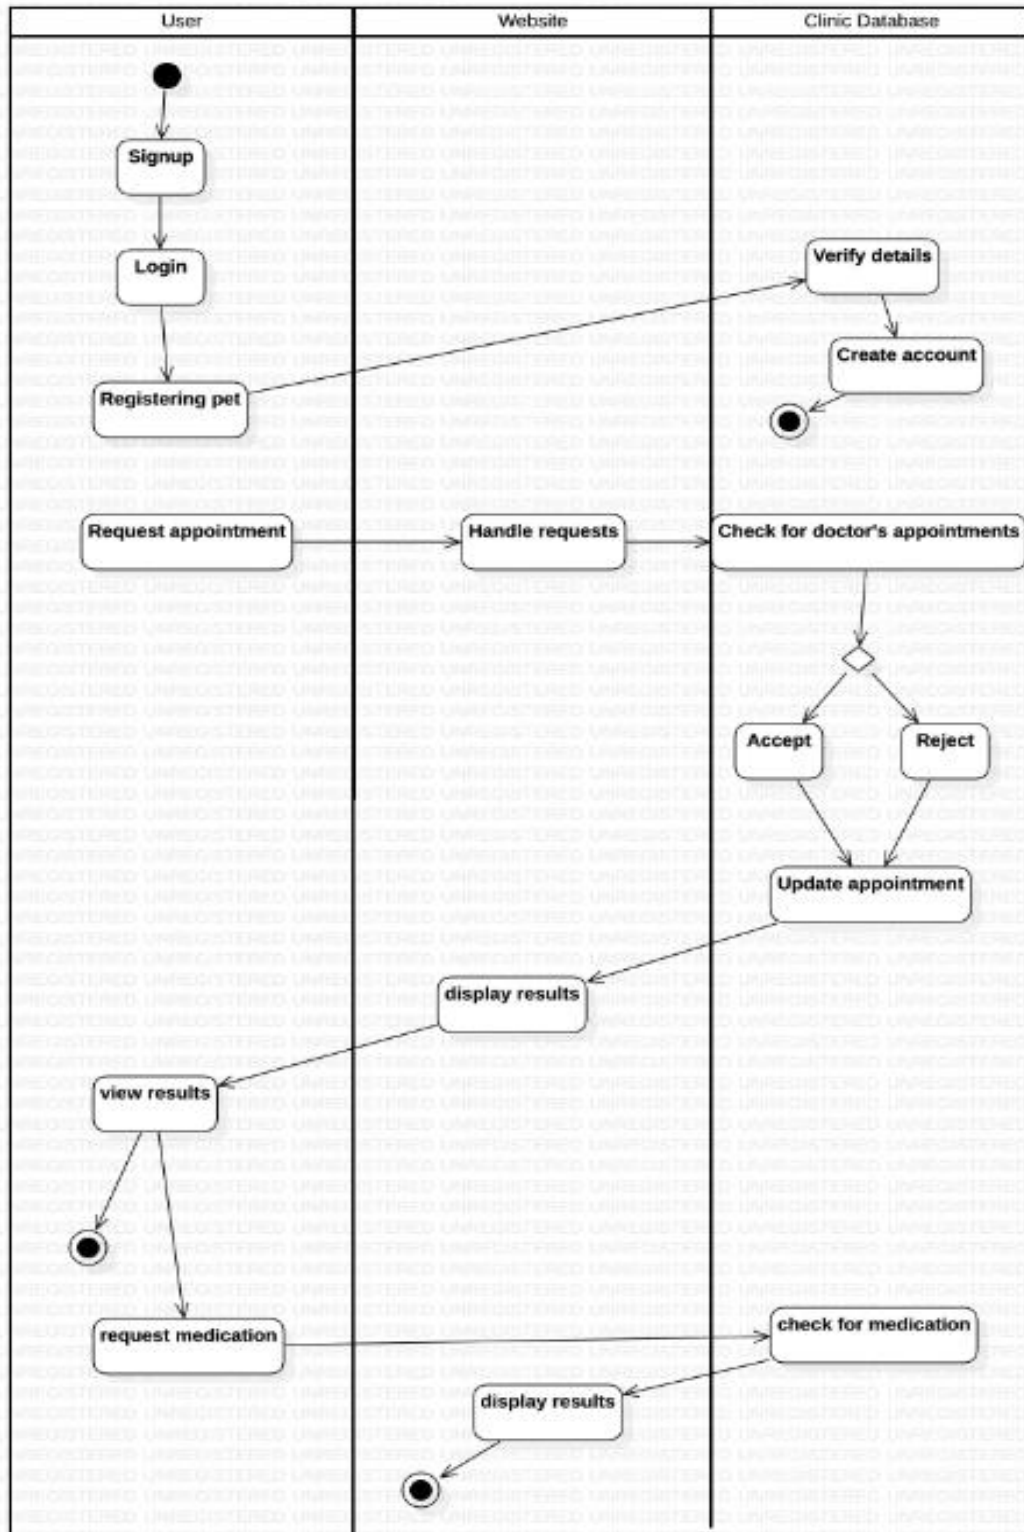 User
Website
Clinic Database
Signup
Login
Verify details
Create account
Registering pet
Request appointment
Handle requests
Check for doctor's appointments
Accept
Reject
Update appointment
display results
view results
request medication
check for medication
display results
UNREGISTERED